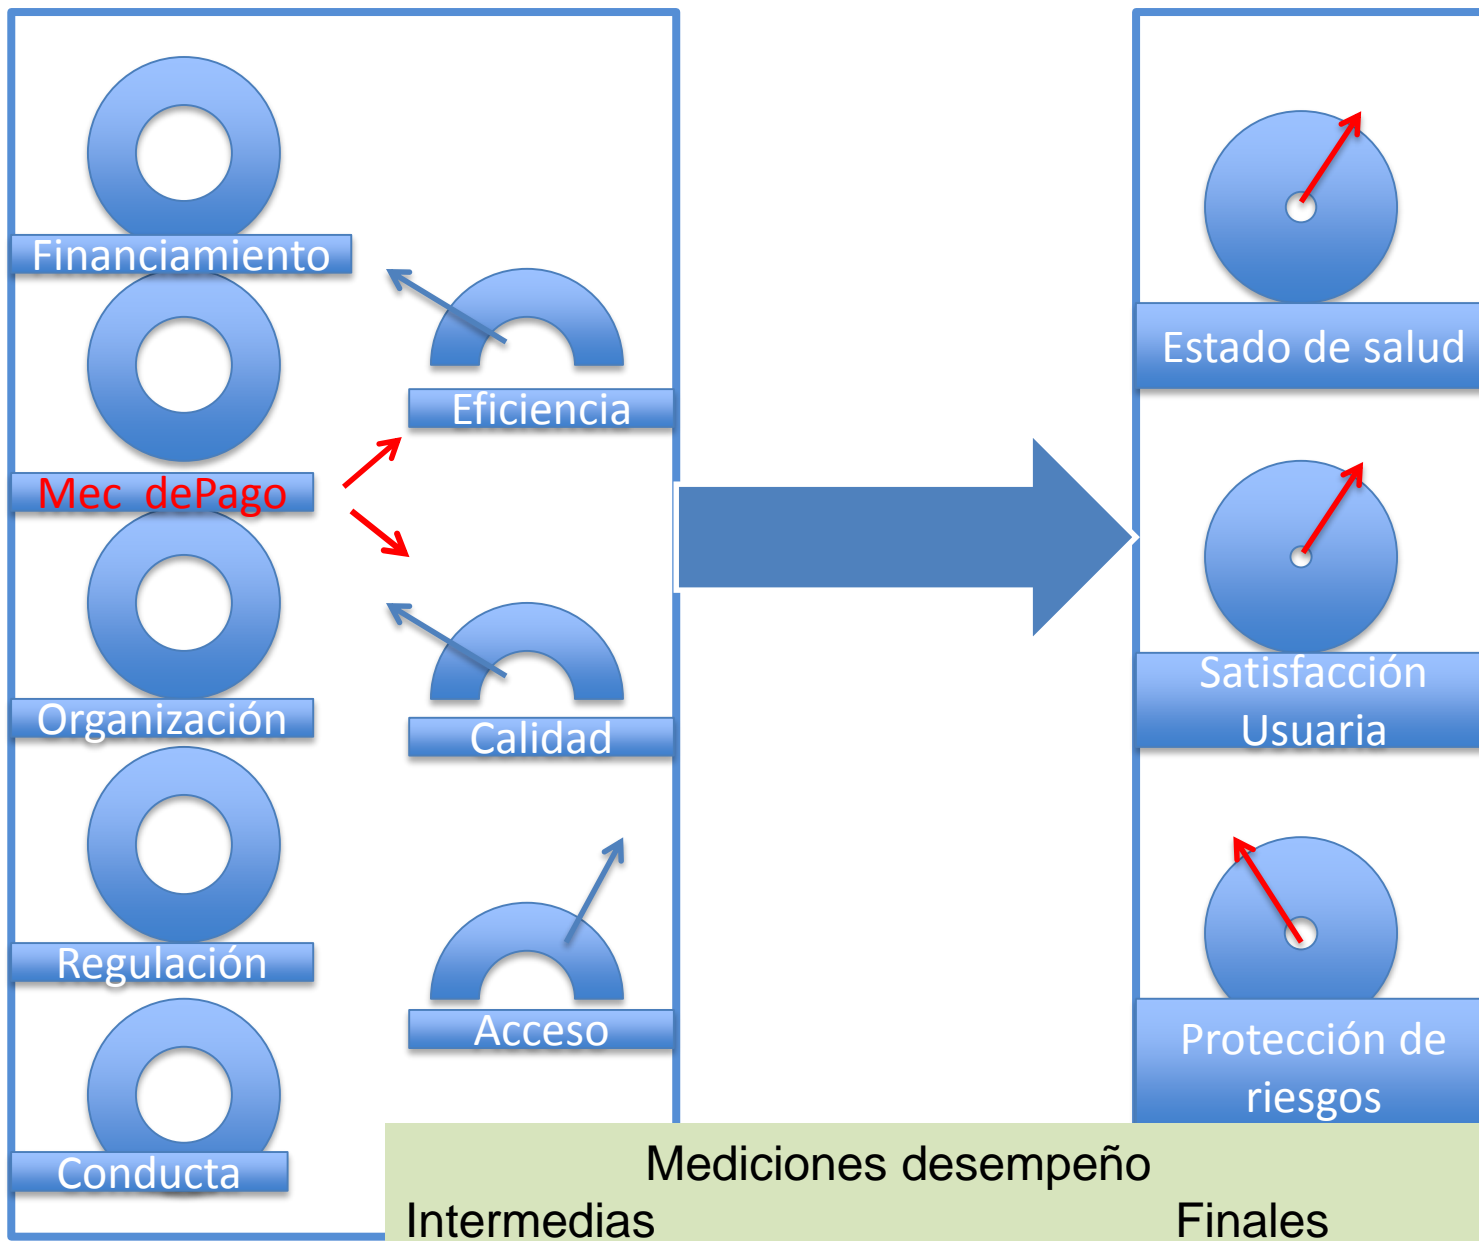 Financiamiento
Mec dePago
Organización
Regulación
Conducta
Eficiencia
Calidad
Acceso
Estado de salud
Satisfacción
Usuaria
Protección de
riesgos
Mediciones desempeño
Intermedias Finales